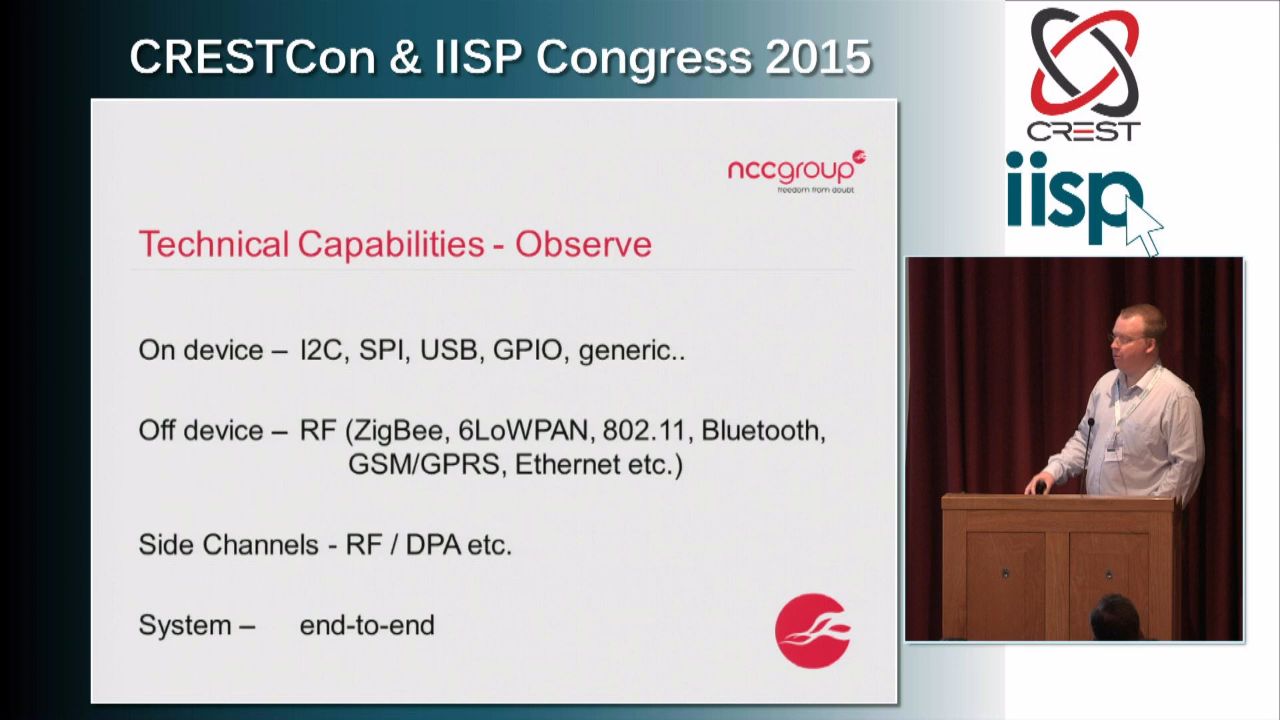 CRESTCon & IISP Congress 2015
CREST
iisp
nccgroup
freedom from doubt
Technical Capabilities - Observe
On device – I2C, SPI, USB, GPIO, generic..
Off device – RF (ZigBee, 6LoWPAN, 802.11, Bluetooth,
GSM/GPRS, Ethernet etc.)
Side Channels - RF / DPA etc.
System – end-to-end